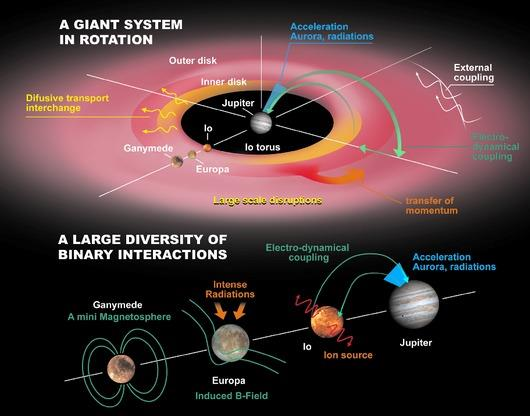 A GIANT SYSTEM
IN ROTATION
Acceleration
Aurora, radiations
Outer disk
Inner disk
External
coupling
Difusive transport
interchange
Jupiter
Io
Ganymede
Io torus
Europa
Electro-
dynamical
coupling
Large scale disruptions
transfer of
momentum
A LARGE DIVERSITY OF
BINARY INTERACTIONS
Electro-dynamical
coupling
Acceleration
Aurora, radiations
Intense
Radiations
Ganymede
A mini Magnetosphere
Io
Jupiter
Ion source
Europa
Induced B-Field